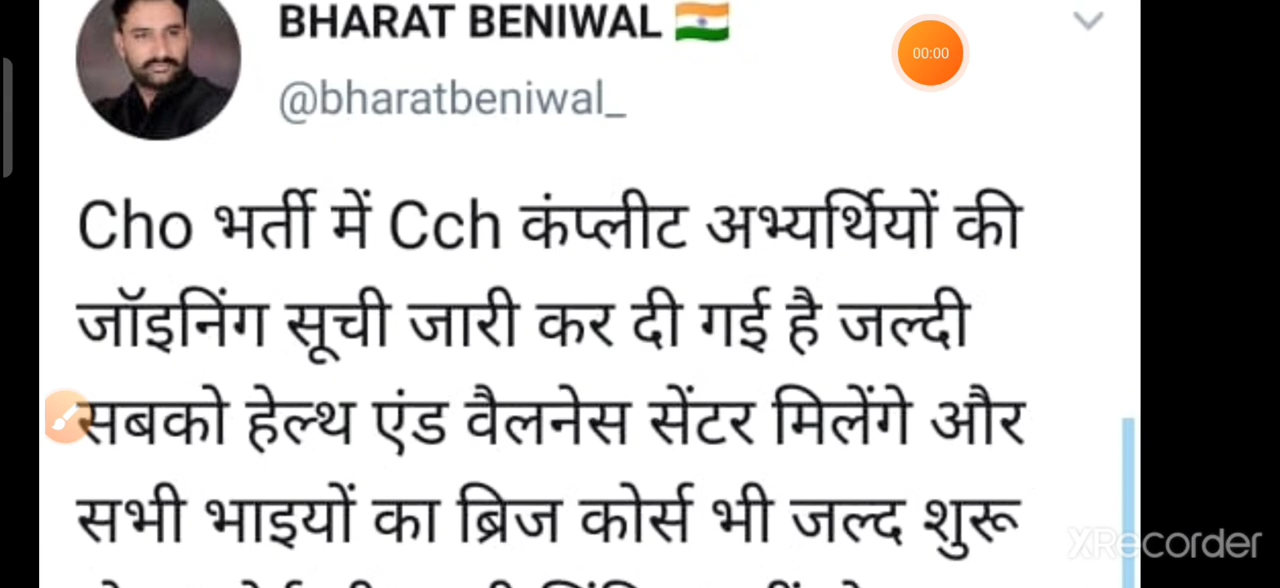 BHARAT BENIWAL 🇮🇳
00:00
@bharatbeniwal_
Cho भर्ती में Cch कंप्लीट अभ्यर्थियों की
जॉइनिंग सूची जारी कर दी गई है जल्दी
सबको हेल्थ एंड वैलनेस सेंटर मिलेंगे और
सभी भाइयों का ब्रिज कोर्स भी जल्द शुरू
XRecorder